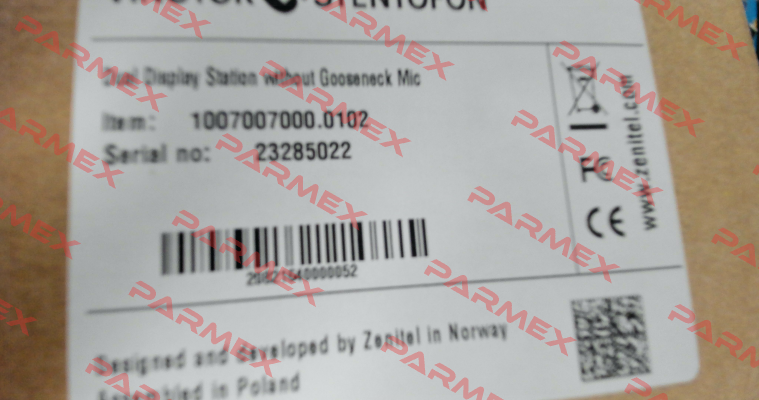 STENTOFON
Dual Display Station without Gooseneck Mic
Item: 1007007000.0102
Serial no: 23285022
www.zenitel.com
FC
CE
Designed and developed by Zenitel in Norway
Assembled in Poland
PARMEX